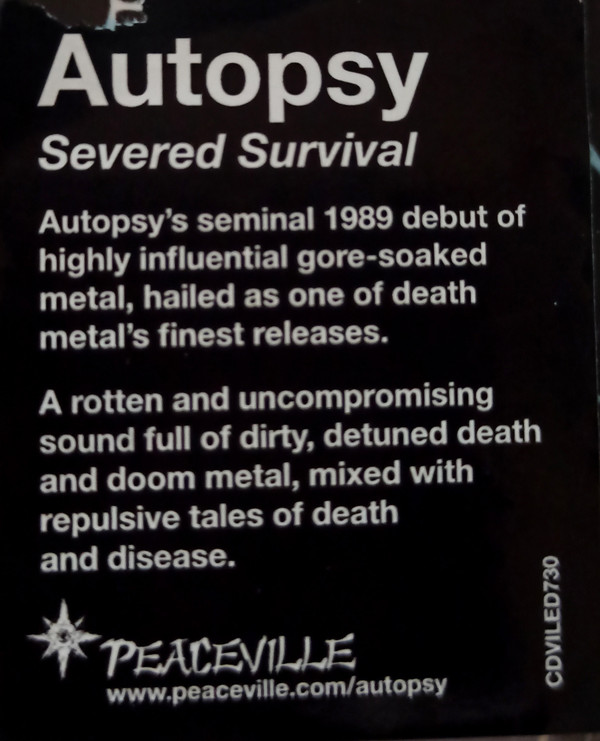 Autopsy
Severed Survival
Autopsy's seminal 1989 debut of
highly influential gore-soaked
metal, hailed as one of death
metal's finest releases.
A rotten and uncompromising
sound full of dirty, detuned death
and doom metal, mixed with
repulsive tales of death
and disease.
PEACEVILLE
www.peaceville.com/autopsy
CDVILED730